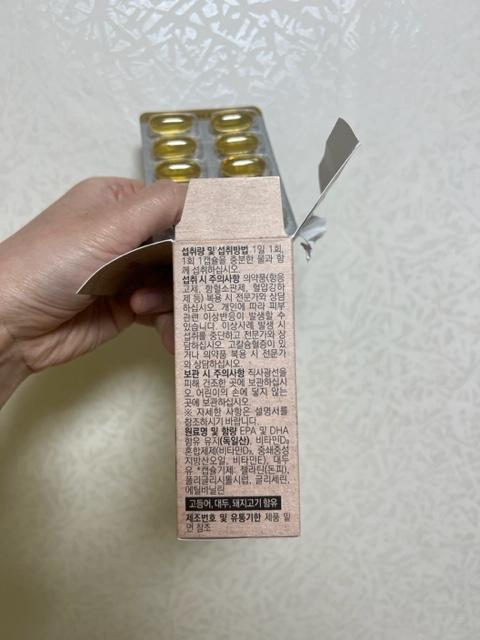 섭취량 및 섭취방법 1일 1회,
1회 1캡슐을 충분한 물과 함
께 섭취하십시오.
섭취 시 주의사항 의약품(항응
고제, 항혈소판제, 혈압강하
제 등) 복용 시 전문가와 상담
하십시오. 개인에 따라 피부
관련 이상반응이 발생할 수
있습니다. 이상사례 발생 시
섭취를 중단하고 전문가와 상
담하십시오. 고칼슘혈증이 있
거나 의약품 복용 시 전문가
와 상담하십시오.
보관 시 주의사항 직사광선을
피해 건조한 곳에 보관하십시
오. 어린이의 손에 닿지 않는
곳에 보관하십시오.
※ 자세한 사항은 설명서를
참조하시기 바랍니다.
원료명 및 함량 EPA 및 DHA
함유 유지(독일산), 비타민D₃
혼합제제(비타민D₃, 중쇄중성
지방산오일, 비타민E), 대두
유 *캡슐기제: 젤라틴(돈피),
폴리글리시톨시럽, 글리세린,
에틸바닐린
고등어, 대두, 돼지고기 함유
제조번호 및 유통기한 제품 밑
면 참조